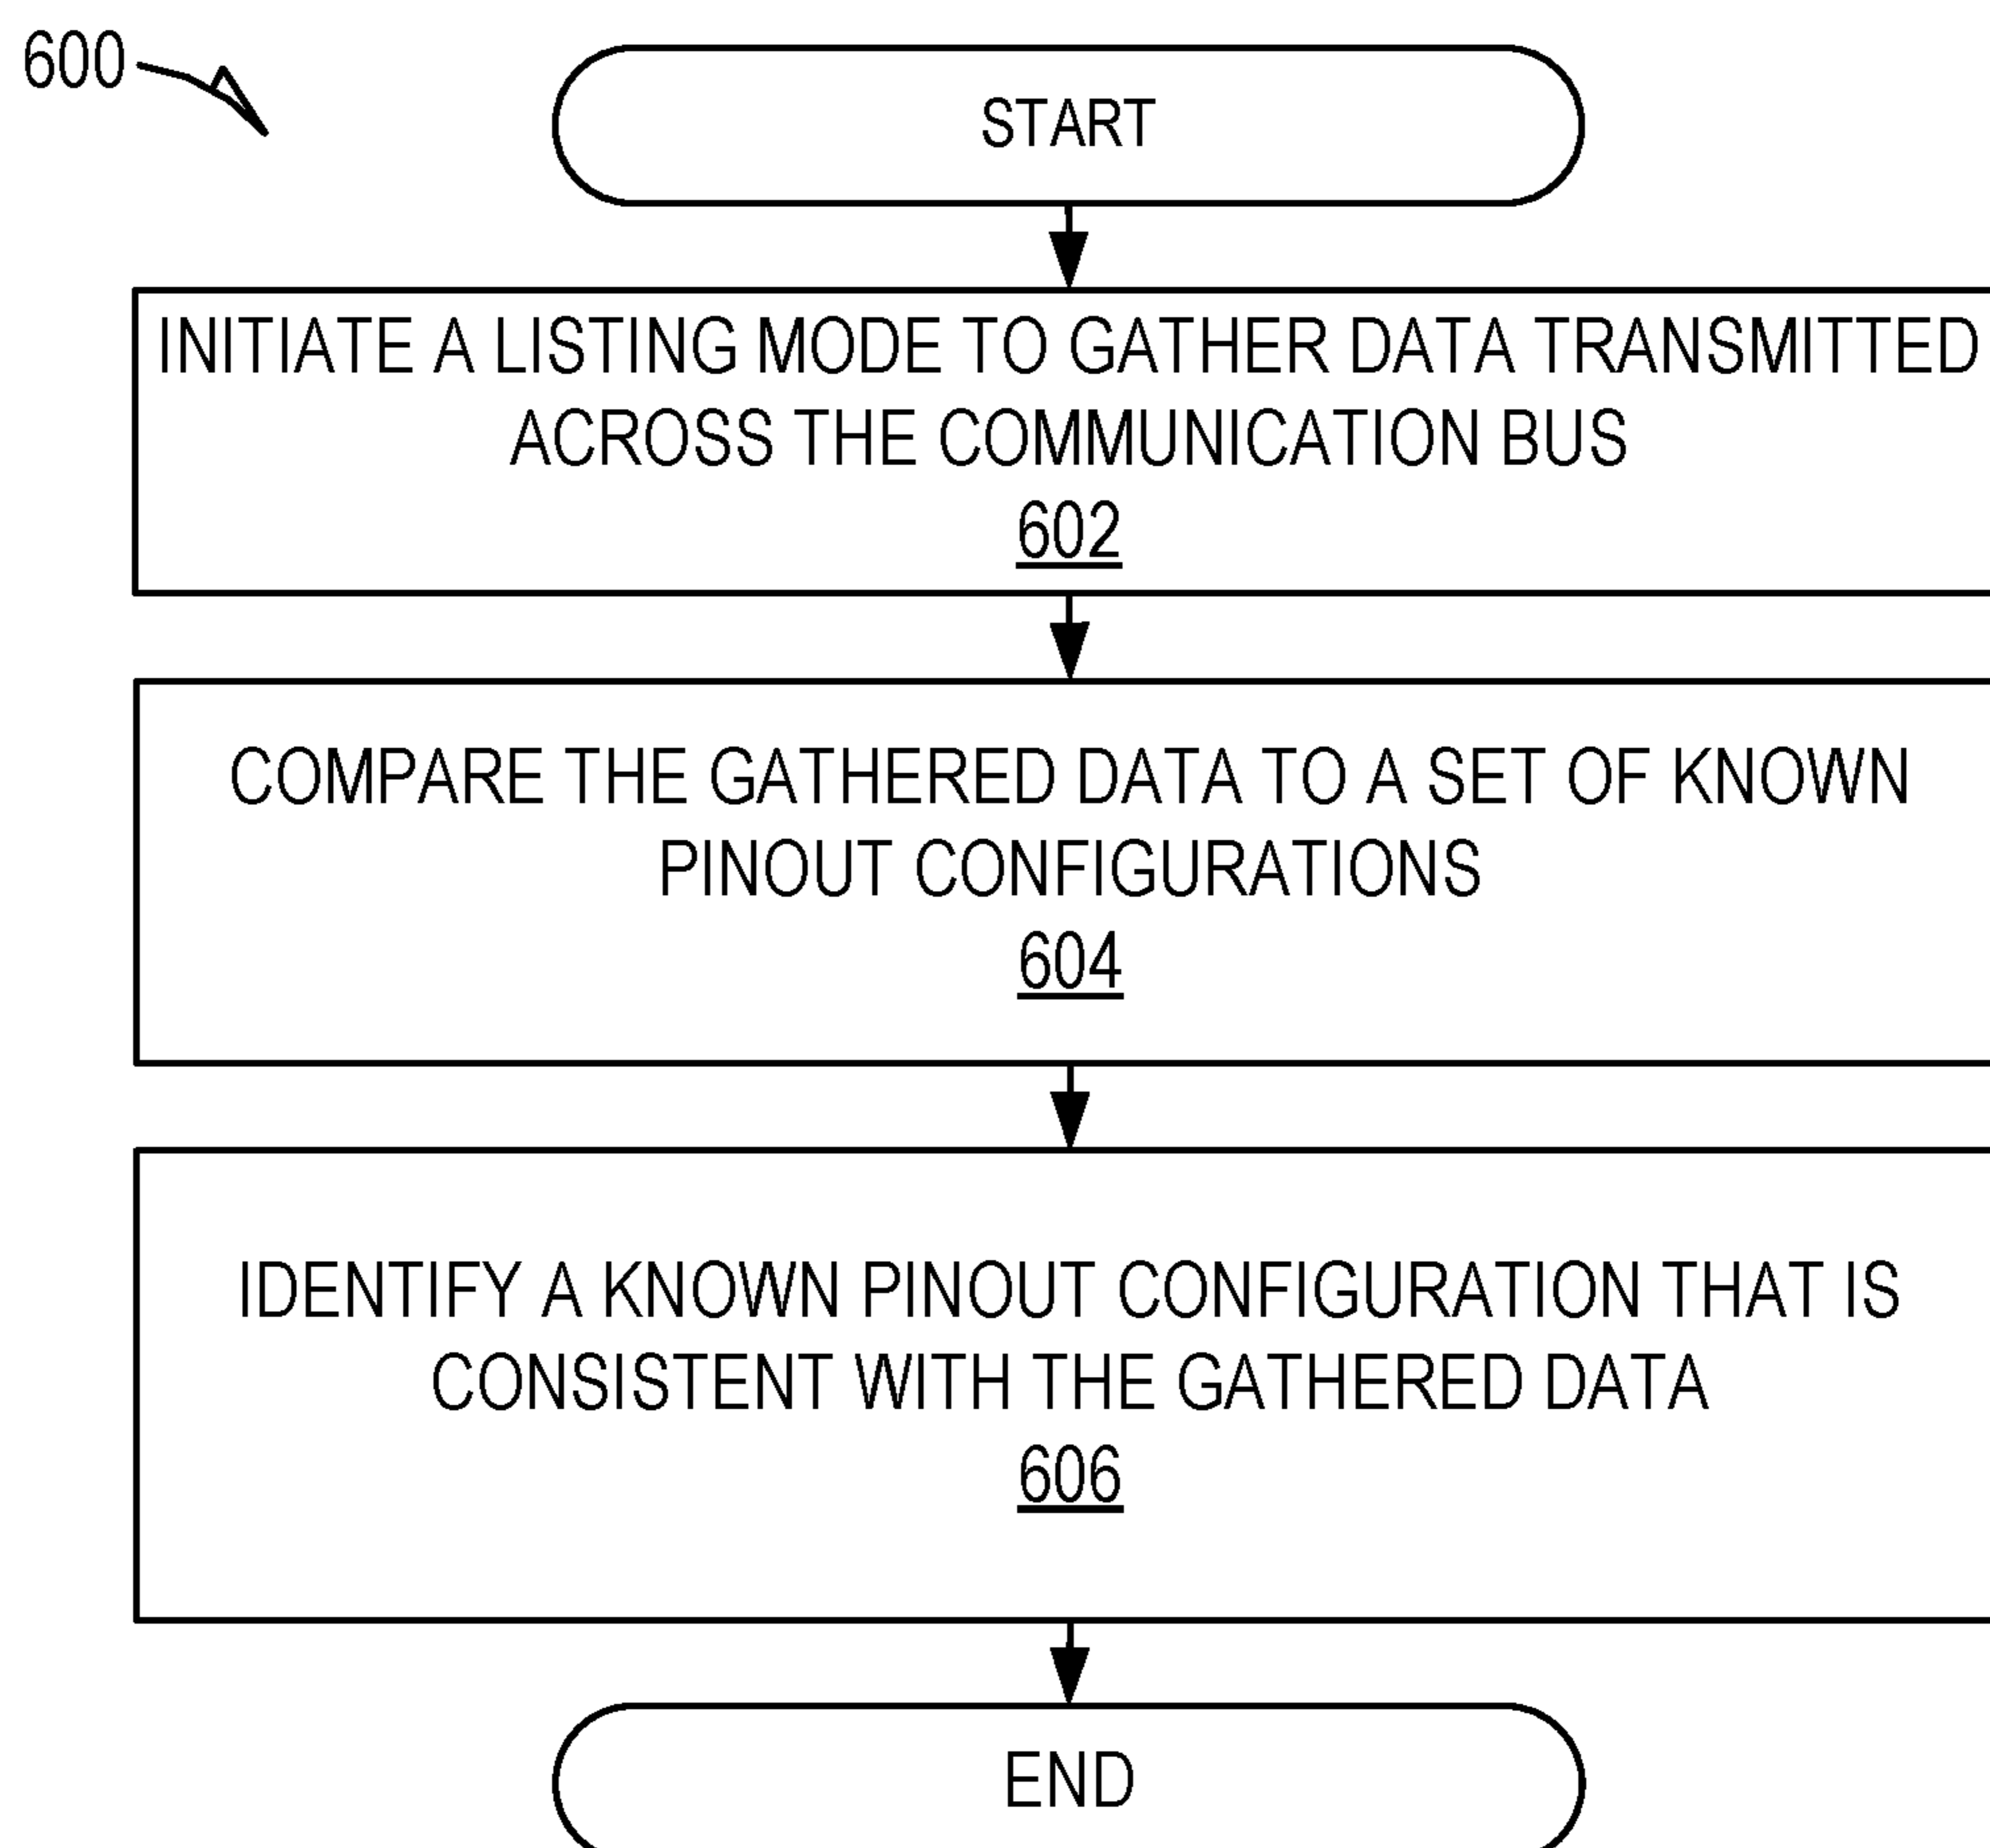 600
START
INITIATE A LISTING MODE TO GATHER DATA TRANSMITTED
ACROSS THE COMMUNICATION BUS
602
COMPARE THE GATHERED DATA TO A SET OF KNOWN
PINOUT CONFIGURATIONS
604
IDENTIFY A KNOWN PINOUT CONFIGURATION THAT IS
CONSISTENT WITH THE GATHERED DATA
606
END